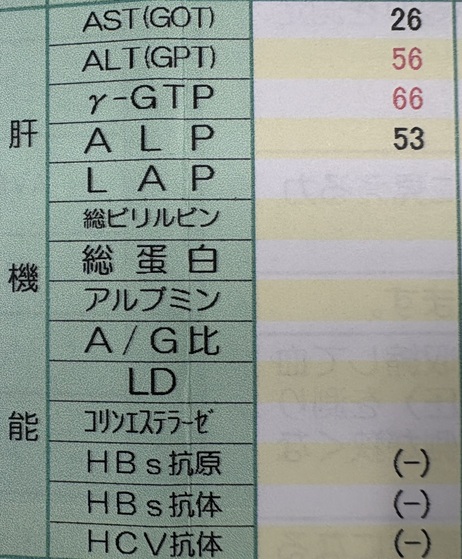 肝機能
AST(GOT) 26
ALT(GPT) 56
γ-GTP 66
ALP 53
LAP
総ビリルビン
総蛋白
アルブミン
A/G比
LD
コリンエステラーゼ
HBs抗原 (-)
HBs抗体 (-)
HCV抗体 (-)